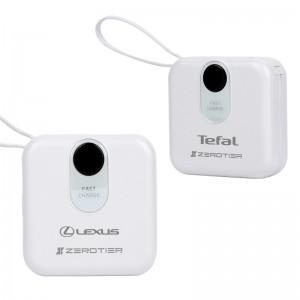 FAST
CHARGE
Tefal
ZEROTIER
FAST
CHARGE
LEXUS
ZEROTIER